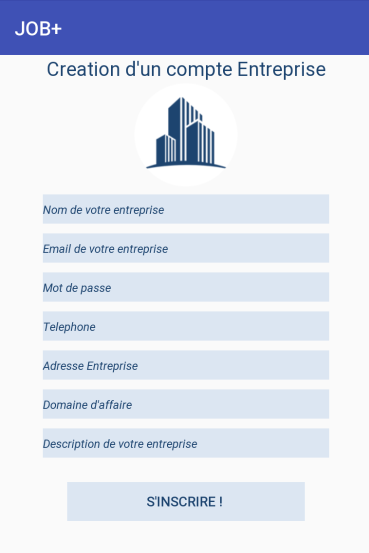 JOB+
Creation d'un compte Entreprise
Nom de votre entreprise
Email de votre entreprise
Mot de passe
Telephone
Adresse Entreprise
Domaine d'affaire
Description de votre entreprise
S'INSCRIRE !